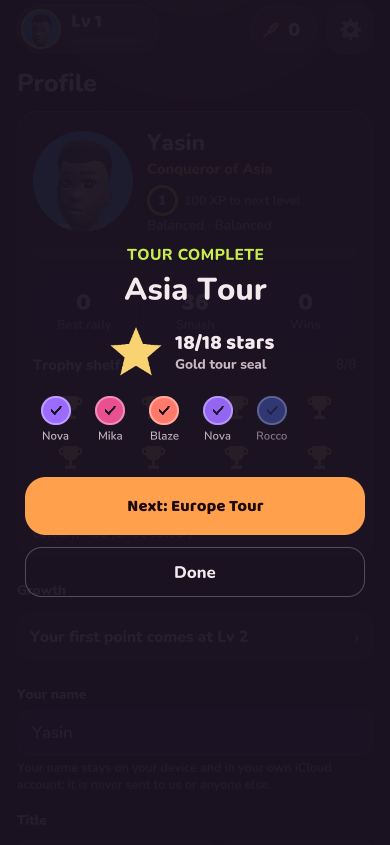 Lv 1
0
Profile
Yasin
Conqueror of Asia
1
100 XP to next level
Balanced · Balanced
TOUR COMPLETE
Asia Tour
0
36
0
Best rally
Smash
Wins
18/18 stars
Gold tour seal
Trophy shelf
8/8
Nova
Mika
Blaze
Nova
Rocco
Next: Europe Tour
Done
Growth
Your first point comes at Lv 2
Your name
Yasin
Your name stays on your device and in your own iCloud
account; it is never sent to us or anyone else.
Title